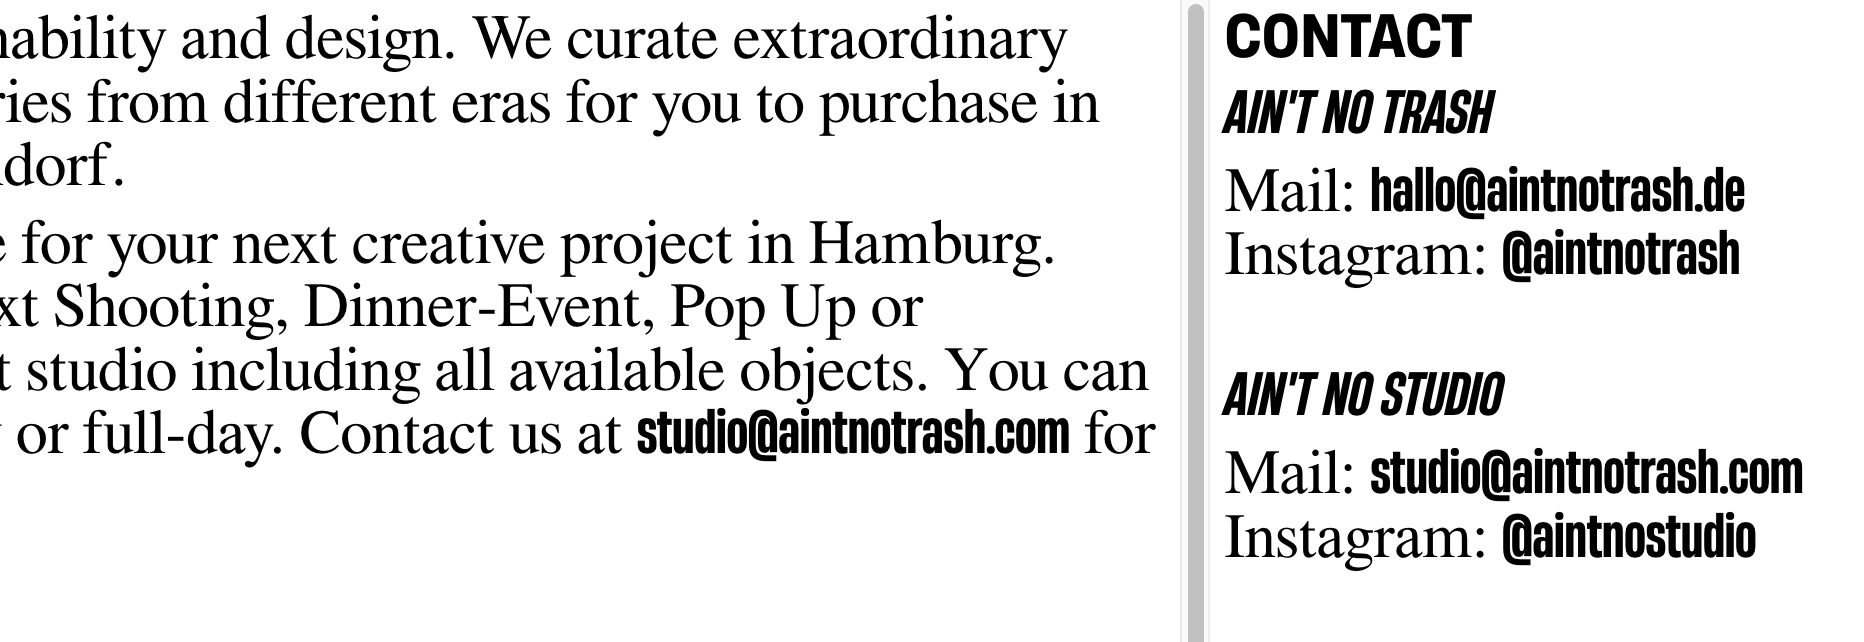 nability and design. We curate extraordinary
ries from different eras for you to purchase in
dorf.
for your next creative project in Hamburg.
xt Shooting, Dinner-Event, Pop Up or
t studio including all available objects. You can
or full-day. Contact us at studio@aintnotrash.com for
CONTACT
AIN'T NO TRASH
Mail: hallo@aintnotrash.de
Instagram: @aintnotrash
AIN'T NO STUDIO
Mail: studio@aintnotrash.com
Instagram: @aintnostudio